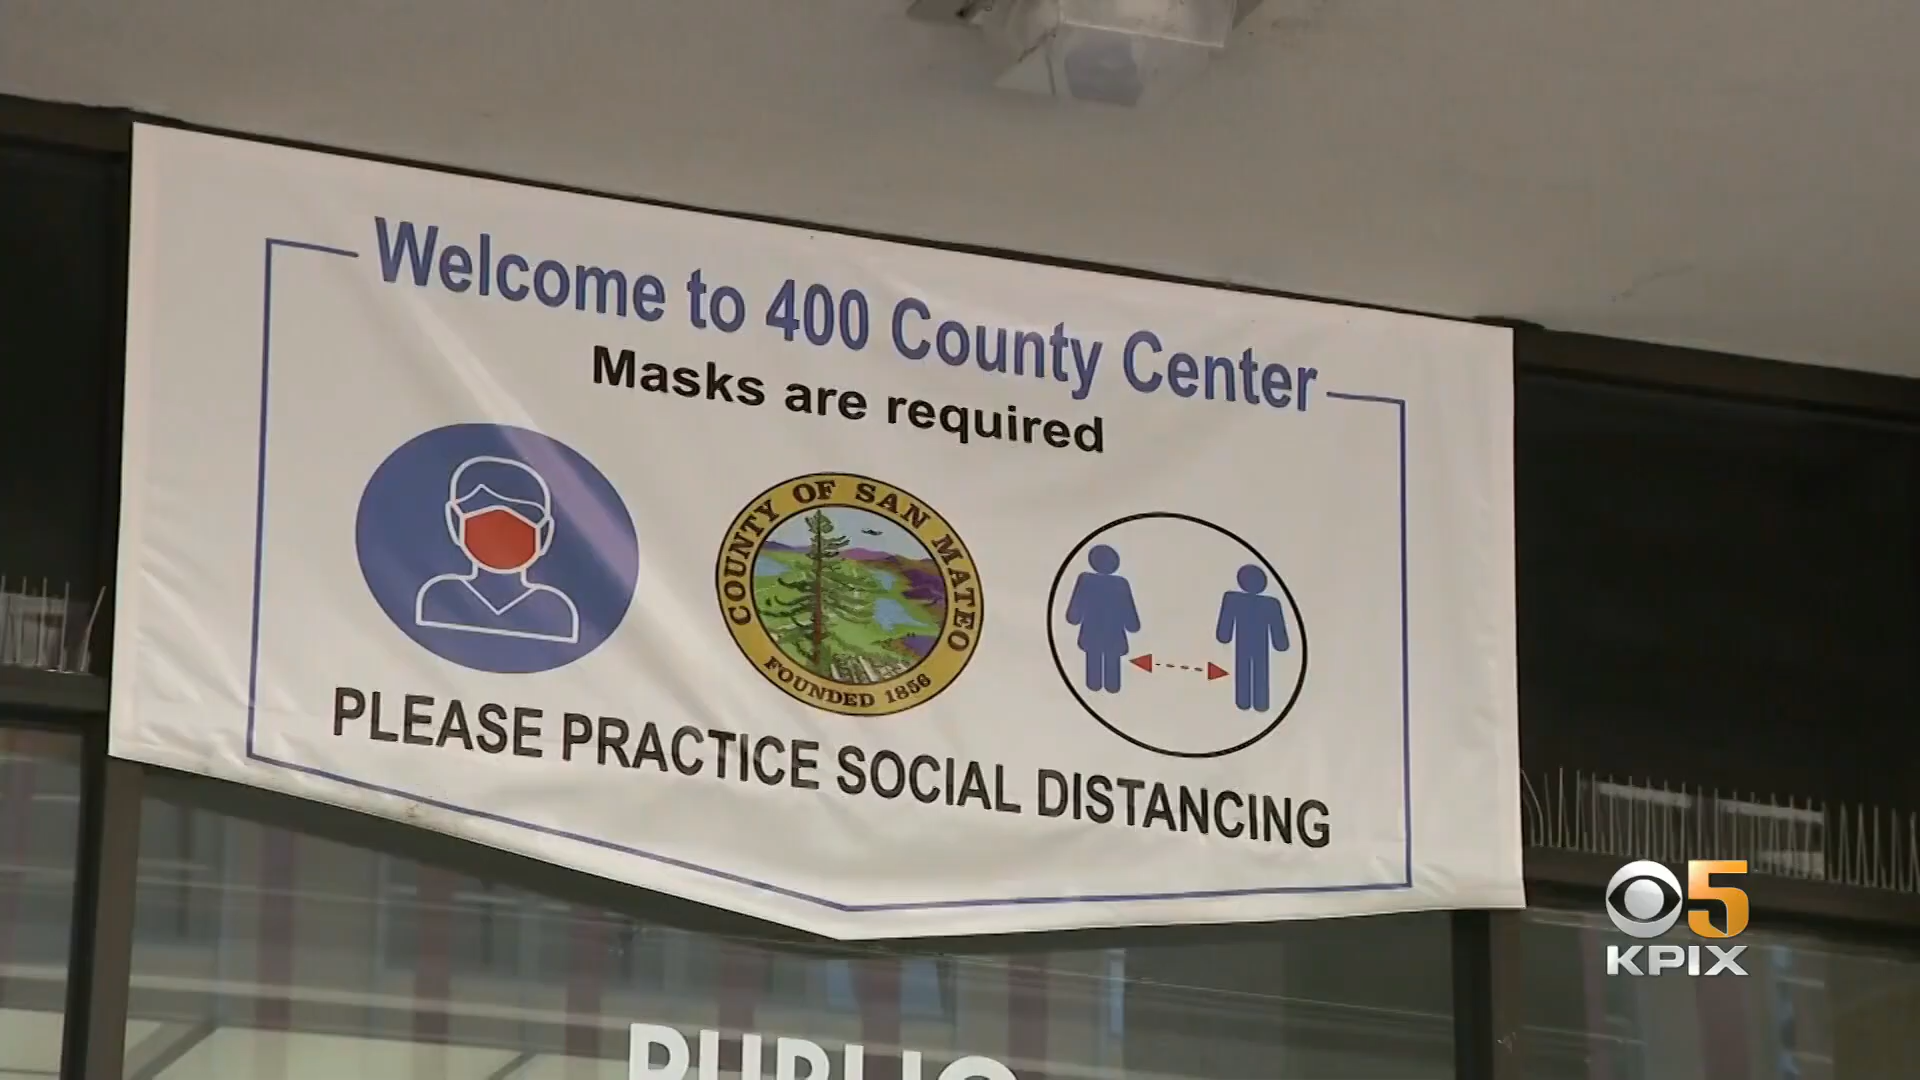 Welcome to 400 County Center
Masks are required
COUNTY OF SAN MATEO
FOUNDED 1856
PLEASE PRACTICE SOCIAL DISTANCING
5
KPIX
PUBLIC